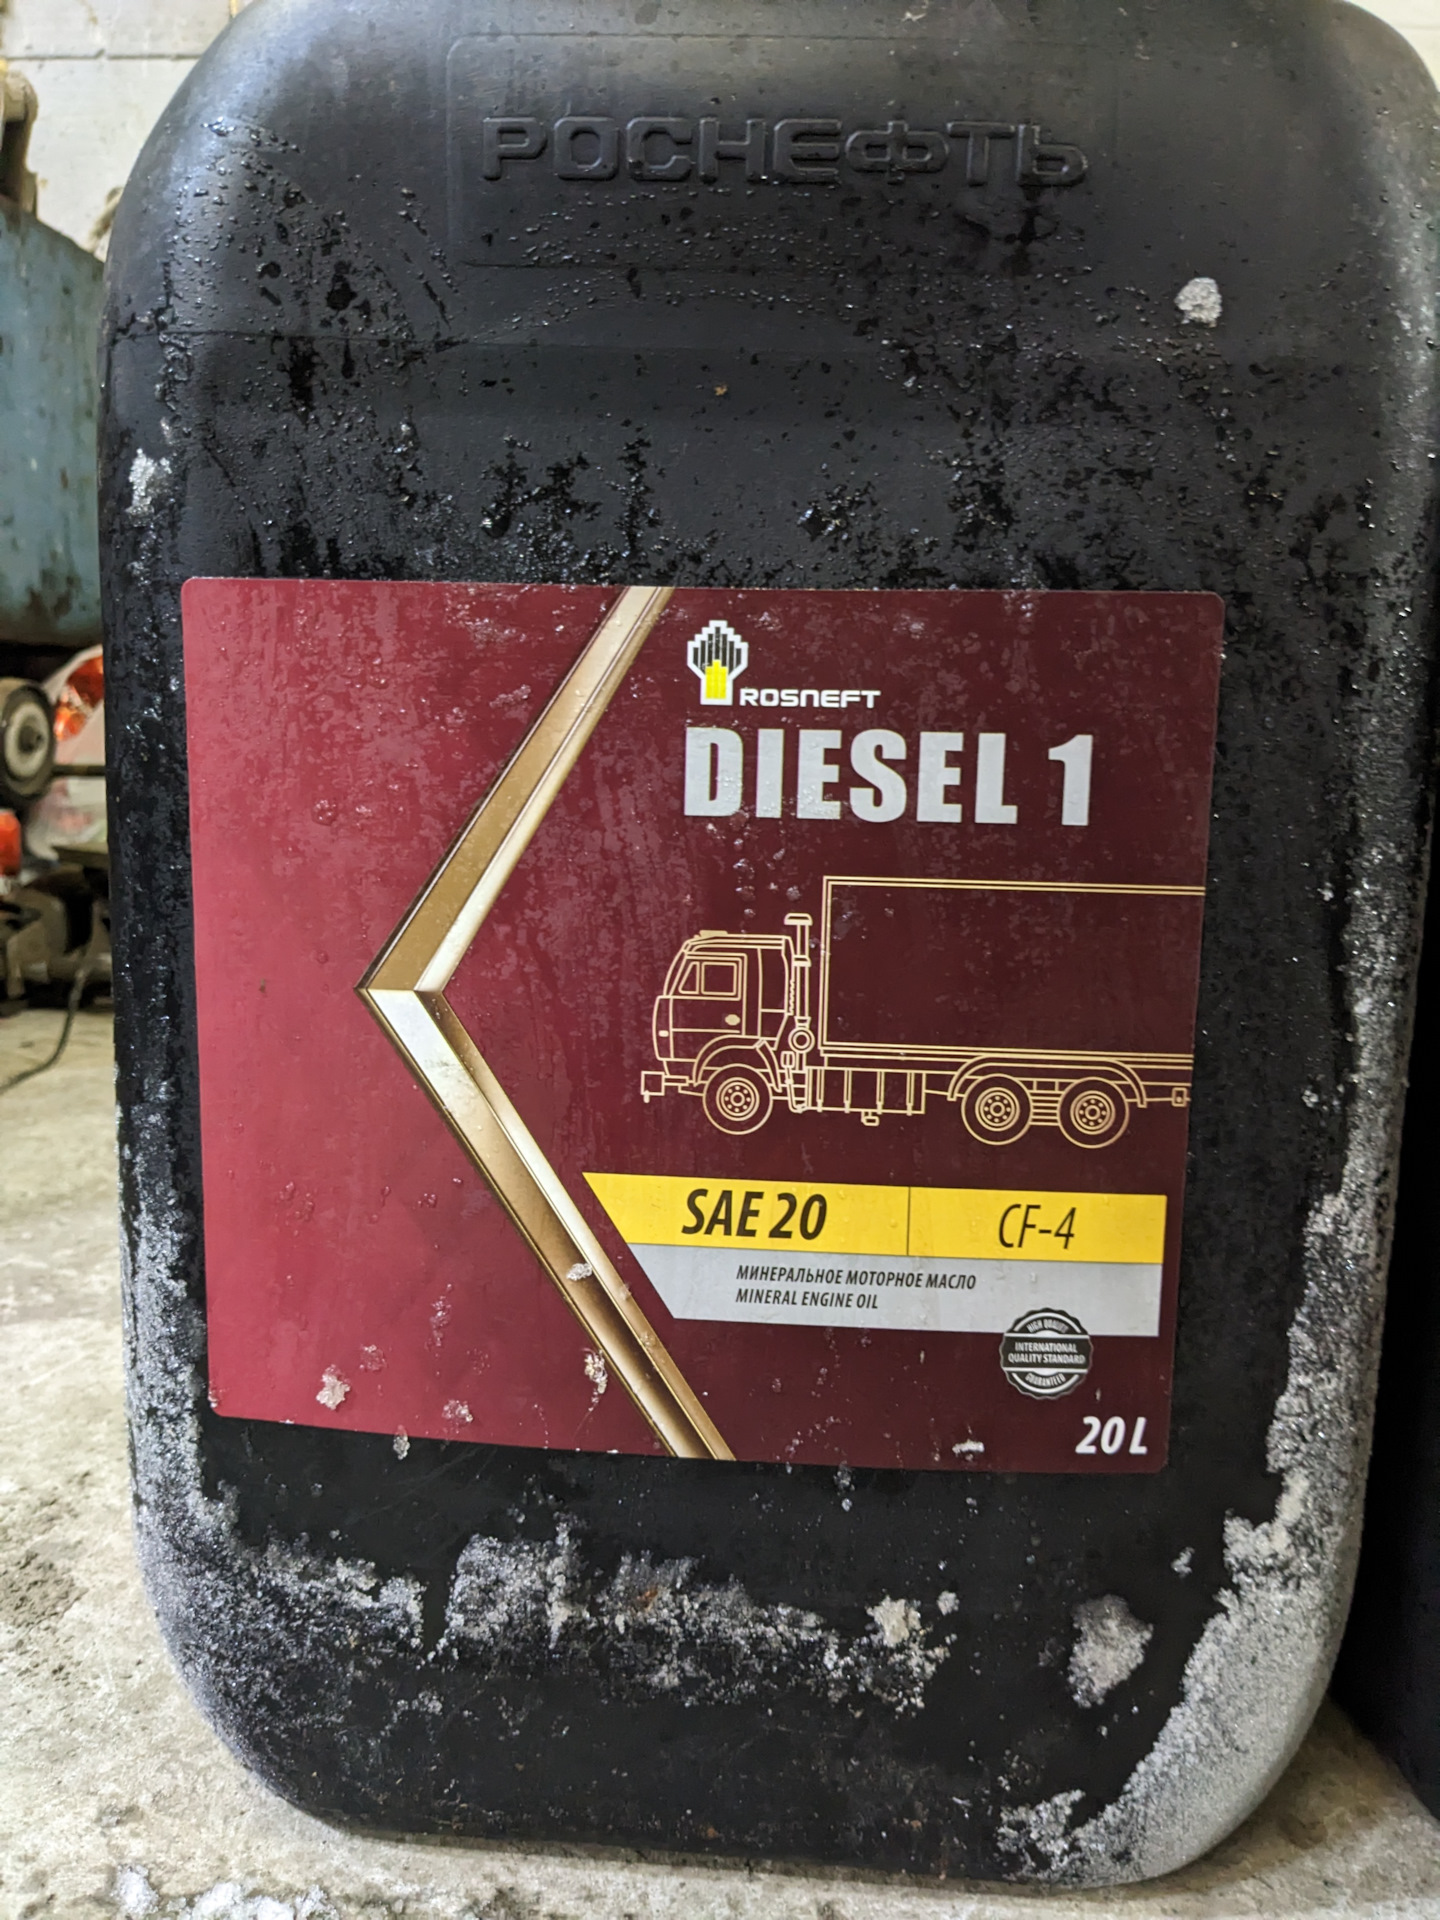 РОСНЕФТЬ
ROSNEFT
DIESEL 1
SAE 20
CF-4
МИНЕРАЛЬНОЕ МОТОРНОЕ МАСЛО
MINERAL ENGINE OIL
HIGH QUALITY
INTERNATIONAL
QUALITY STANDARD
GUARANTEED
20 L